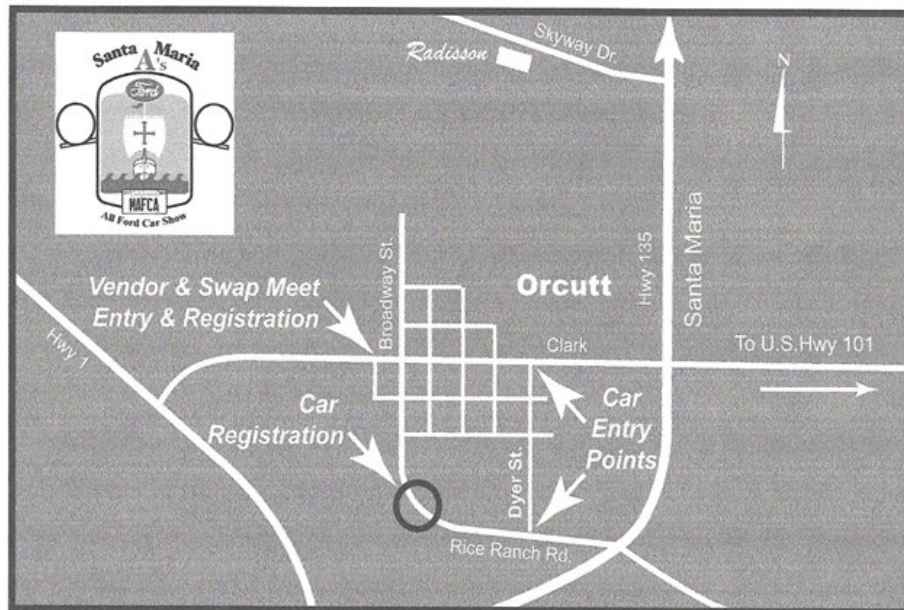 Santa Maria
A's
Ford
MAFCA
All Ford Car Show
Radisson
Skyway Dr.
N
Hwy 135
Santa Maria
Broadway St.
Orcutt
Vendor & Swap Meet
Entry & Registration
Hwy 1
Clark
To U.S.Hwy 101
Car
Registration
Car
Entry
Points
Dyer St.
Rice Ranch Rd.